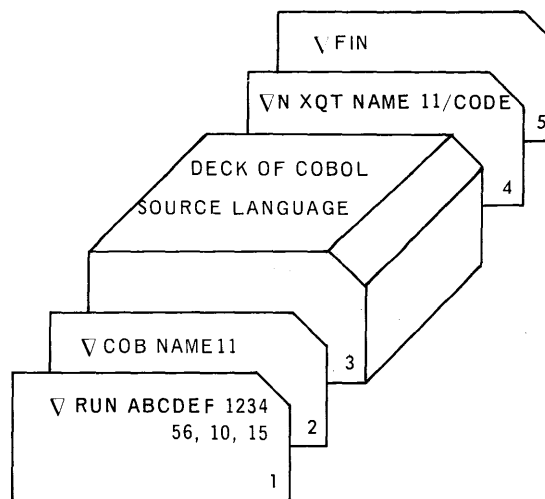 ∇ FIN
∇N XQT NAME 11/CODE
5
DECK OF COBOL
SOURCE LANGUAGE
4
∇ COB NAME11
3
∇ RUN ABCDEF 1234
56, 10, 15
2
1